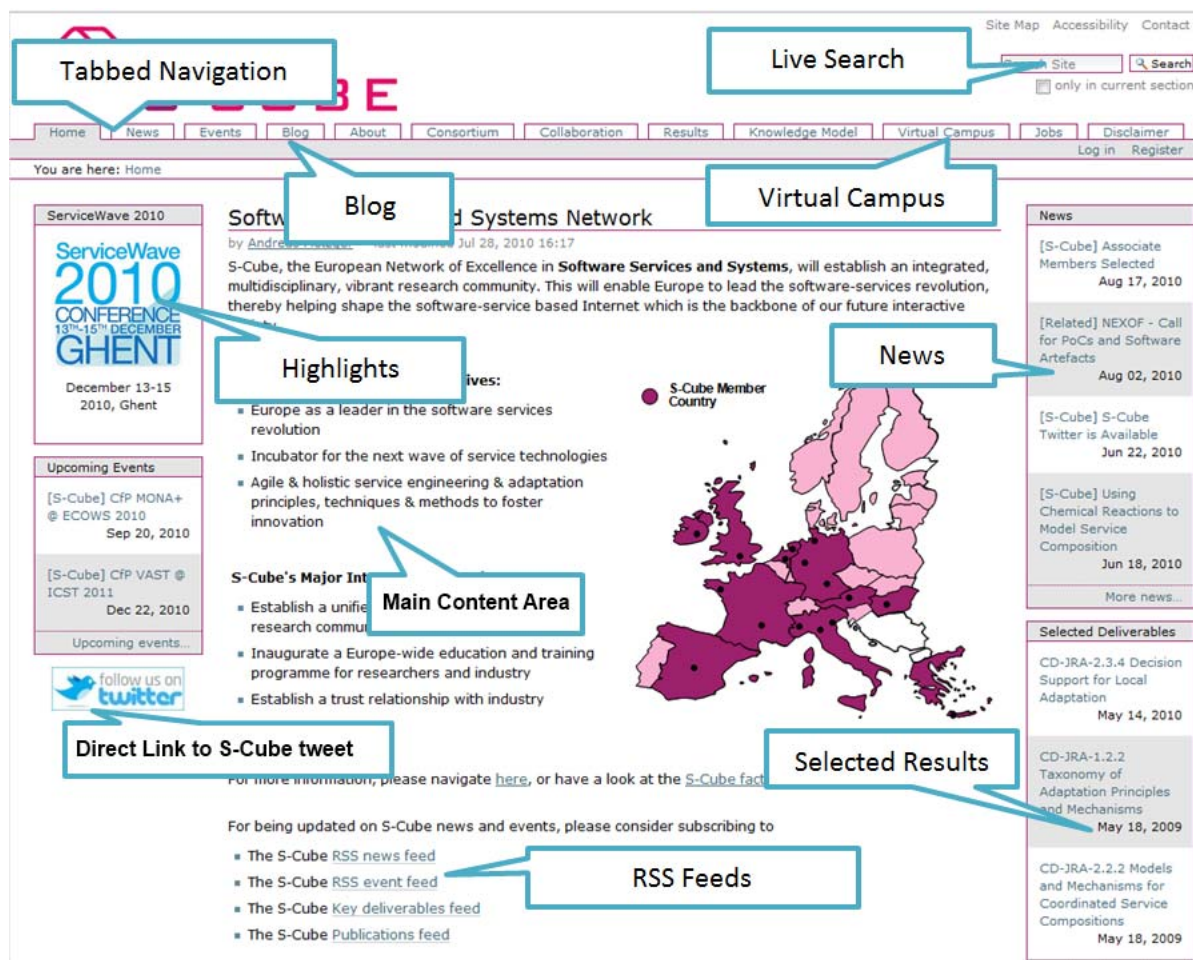 Site Map Accessibility Contact
Tabbed Navigation
Live Search
Site
Search
only in current section
Home News Events Blog About Consortium Collaboration Results Knowledge Model Virtual Campus Jobs Disclaimer
Log in Register
You are here: Home
Blog
Virtual Campus
ServiceWave 2010
ServiceWave
2010
CONFERENCE
13TH-15TH DECEMBER
GHENT
December 13-15
2010, Ghent
Upcoming Events
[S-Cube] CfP MONA+
@ ECOWS 2010
Sep 20, 2010
[S-Cube] CfP VAST @
ICST 2011
Dec 22, 2010
Upcoming events...
follow us on
twitter
Direct Link to S-Cube tweet
d Systems Network
by last modified Jul 28, 2010 16:17
S-Cube, the European Network of Excellence in Software Services and Systems, will establish an integrated,
multidisciplinary, vibrant research community. This will enable Europe to lead the software-services revolution,
thereby helping shape the software-service based Internet which is the backbone of our future interactive
Highlights
ives:
Europe as a leader in the software services
revolution
Incubator for the next wave of service technologies
Agile & holistic service engineering & adaptation
principles, techniques & methods to foster
innovation
S-Cube Member
Country
S-Cube's Major
Main Content Area
Establish a
research
Inaugurate a Europe-wide education and training
programme for researchers and industry
Establish a trust relationship with industry
For more information, please navigate here, or have a look at the S-Cube fact
For being updated on S-Cube news and events, please consider subscribing to
The S-Cube RSS news feed
The S-Cube RSS event feed
The S-Cube Key deliverables feed
The S-Cube Publications feed
RSS Feeds
News
News
[S-Cube] Associate
Members Selected
Aug 17, 2010
[Related] NEXOF - Call
for PoCs and Software
Artefacts
Aug 02, 2010
[S-Cube] S-Cube
Twitter is Available
Jun 22, 2010
[S-Cube] Using
Chemical Reactions to
Model Service
Composition
Jun 18, 2010
More news...
Selected Deliverables
CD-JRA-2.3.4 Decision
Support for Local
Adaptation
May 14, 2010
Selected Results
CD-JRA-1.2.2
Taxonomy of
Adaptation Principles
and Mechanisms
May 18, 2009
CD-JRA-2.2.2 Models
and Mechanisms for
Coordinated Service
Compositions
May 18, 2009